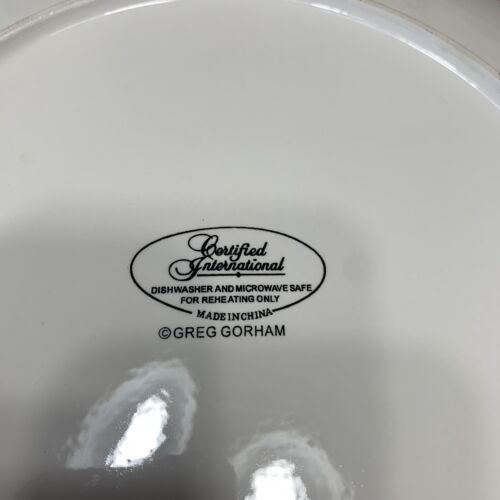 Certified
International
DISHWASHER AND MICROWAVE SAFE
FOR REHEATING ONLY
MADE IN CHINA
©GREG GORHAM